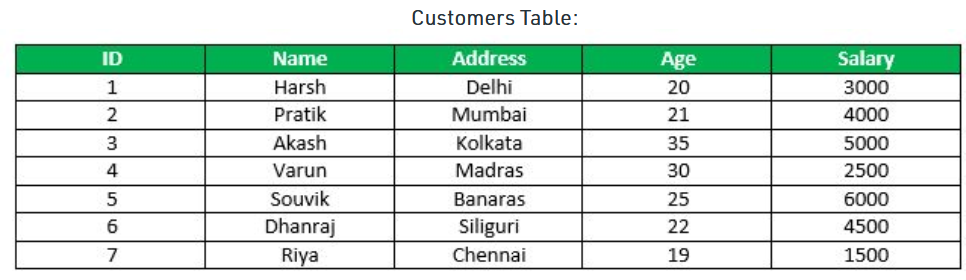 Customers Table:
ID Name Address Age Salary
1 Harsh Delhi 20 3000
2 Pratik Mumbai 21 4000
3 Akash Kolkata 35 5000
4 Varun Madras 30 2500
5 Souvik Banaras 25 6000
6 Dhanraj Siliguri 22 4500
7 Riya Chennai 19 1500